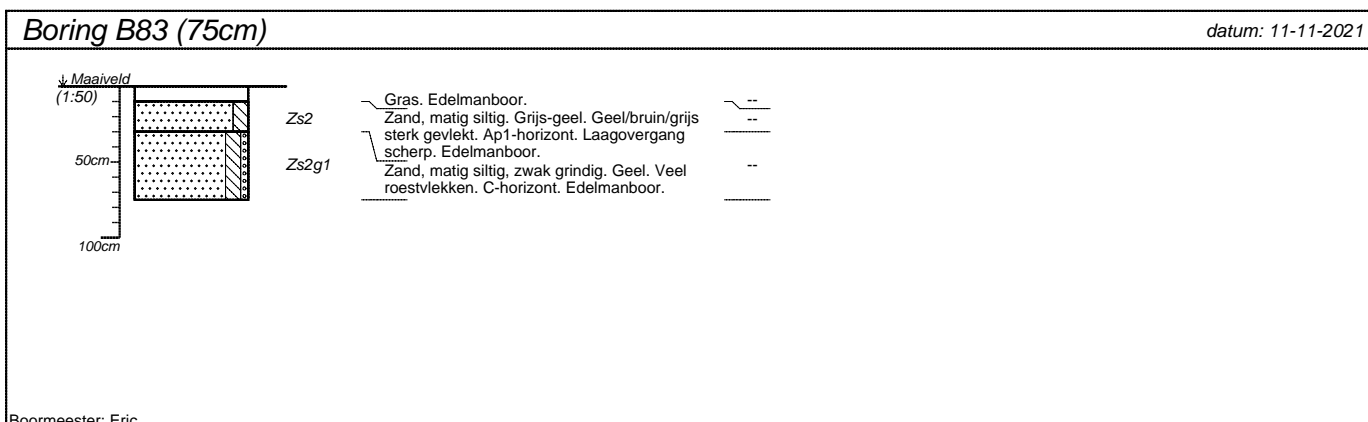 Boring B83 (75cm)
datum: 11-11-2021
Maaiveld
(1:50)
Gras. Edelmanboor.
--
Zs2
Zand, matig siltig. Grijs-geel. Geel/bruin/grijs
--
sterk gevlekt. Ap1-horizont. Laagovergang
scherp. Edelmanboor.
50cm
Zs2g1
Zand, matig siltig, zwak grindig. Geel. Veel
--
roestvlekken. C-horizont. Edelmanboor.
100cm
Boormeester: Eric